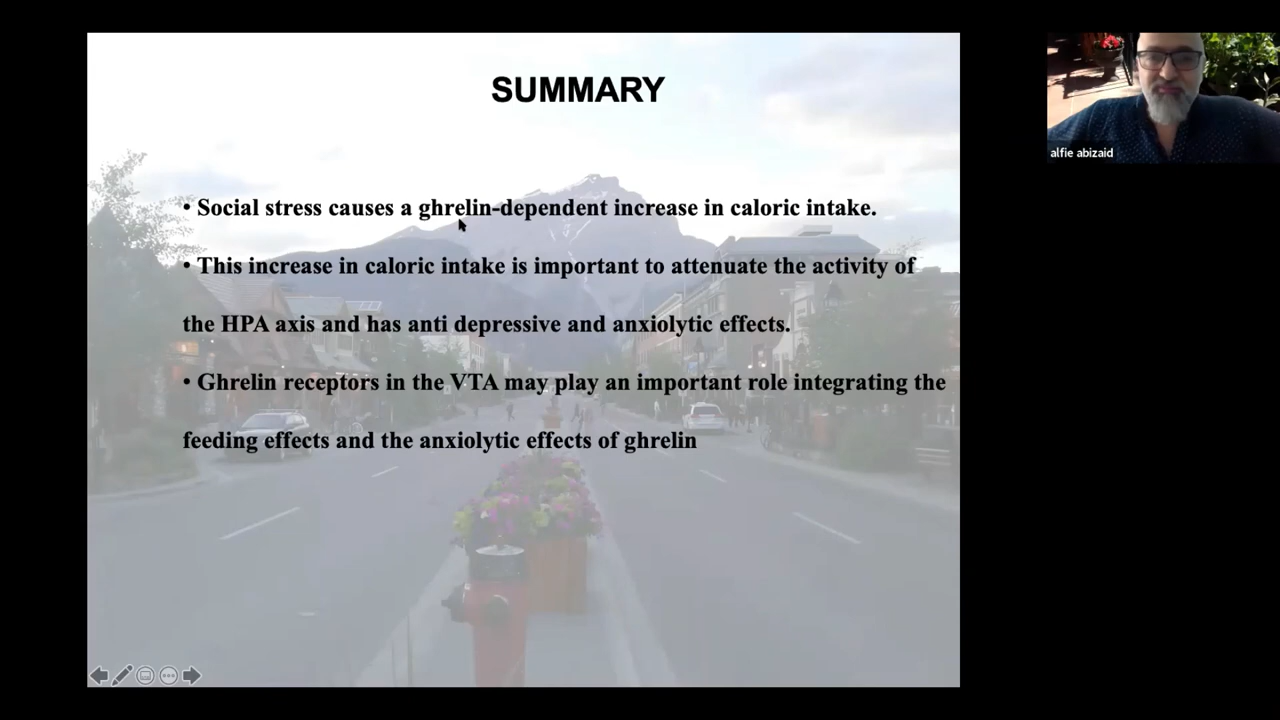 SUMMARY
alfie abizaid
• Social stress causes a ghrelin-dependent increase in caloric intake.
• This increase in caloric intake is important to attenuate the activity of
the HPA axis and has anti depressive and anxiolytic effects.
• Ghrelin receptors in the VTA may play an important role integrating the
feeding effects and the anxiolytic effects of ghrelin